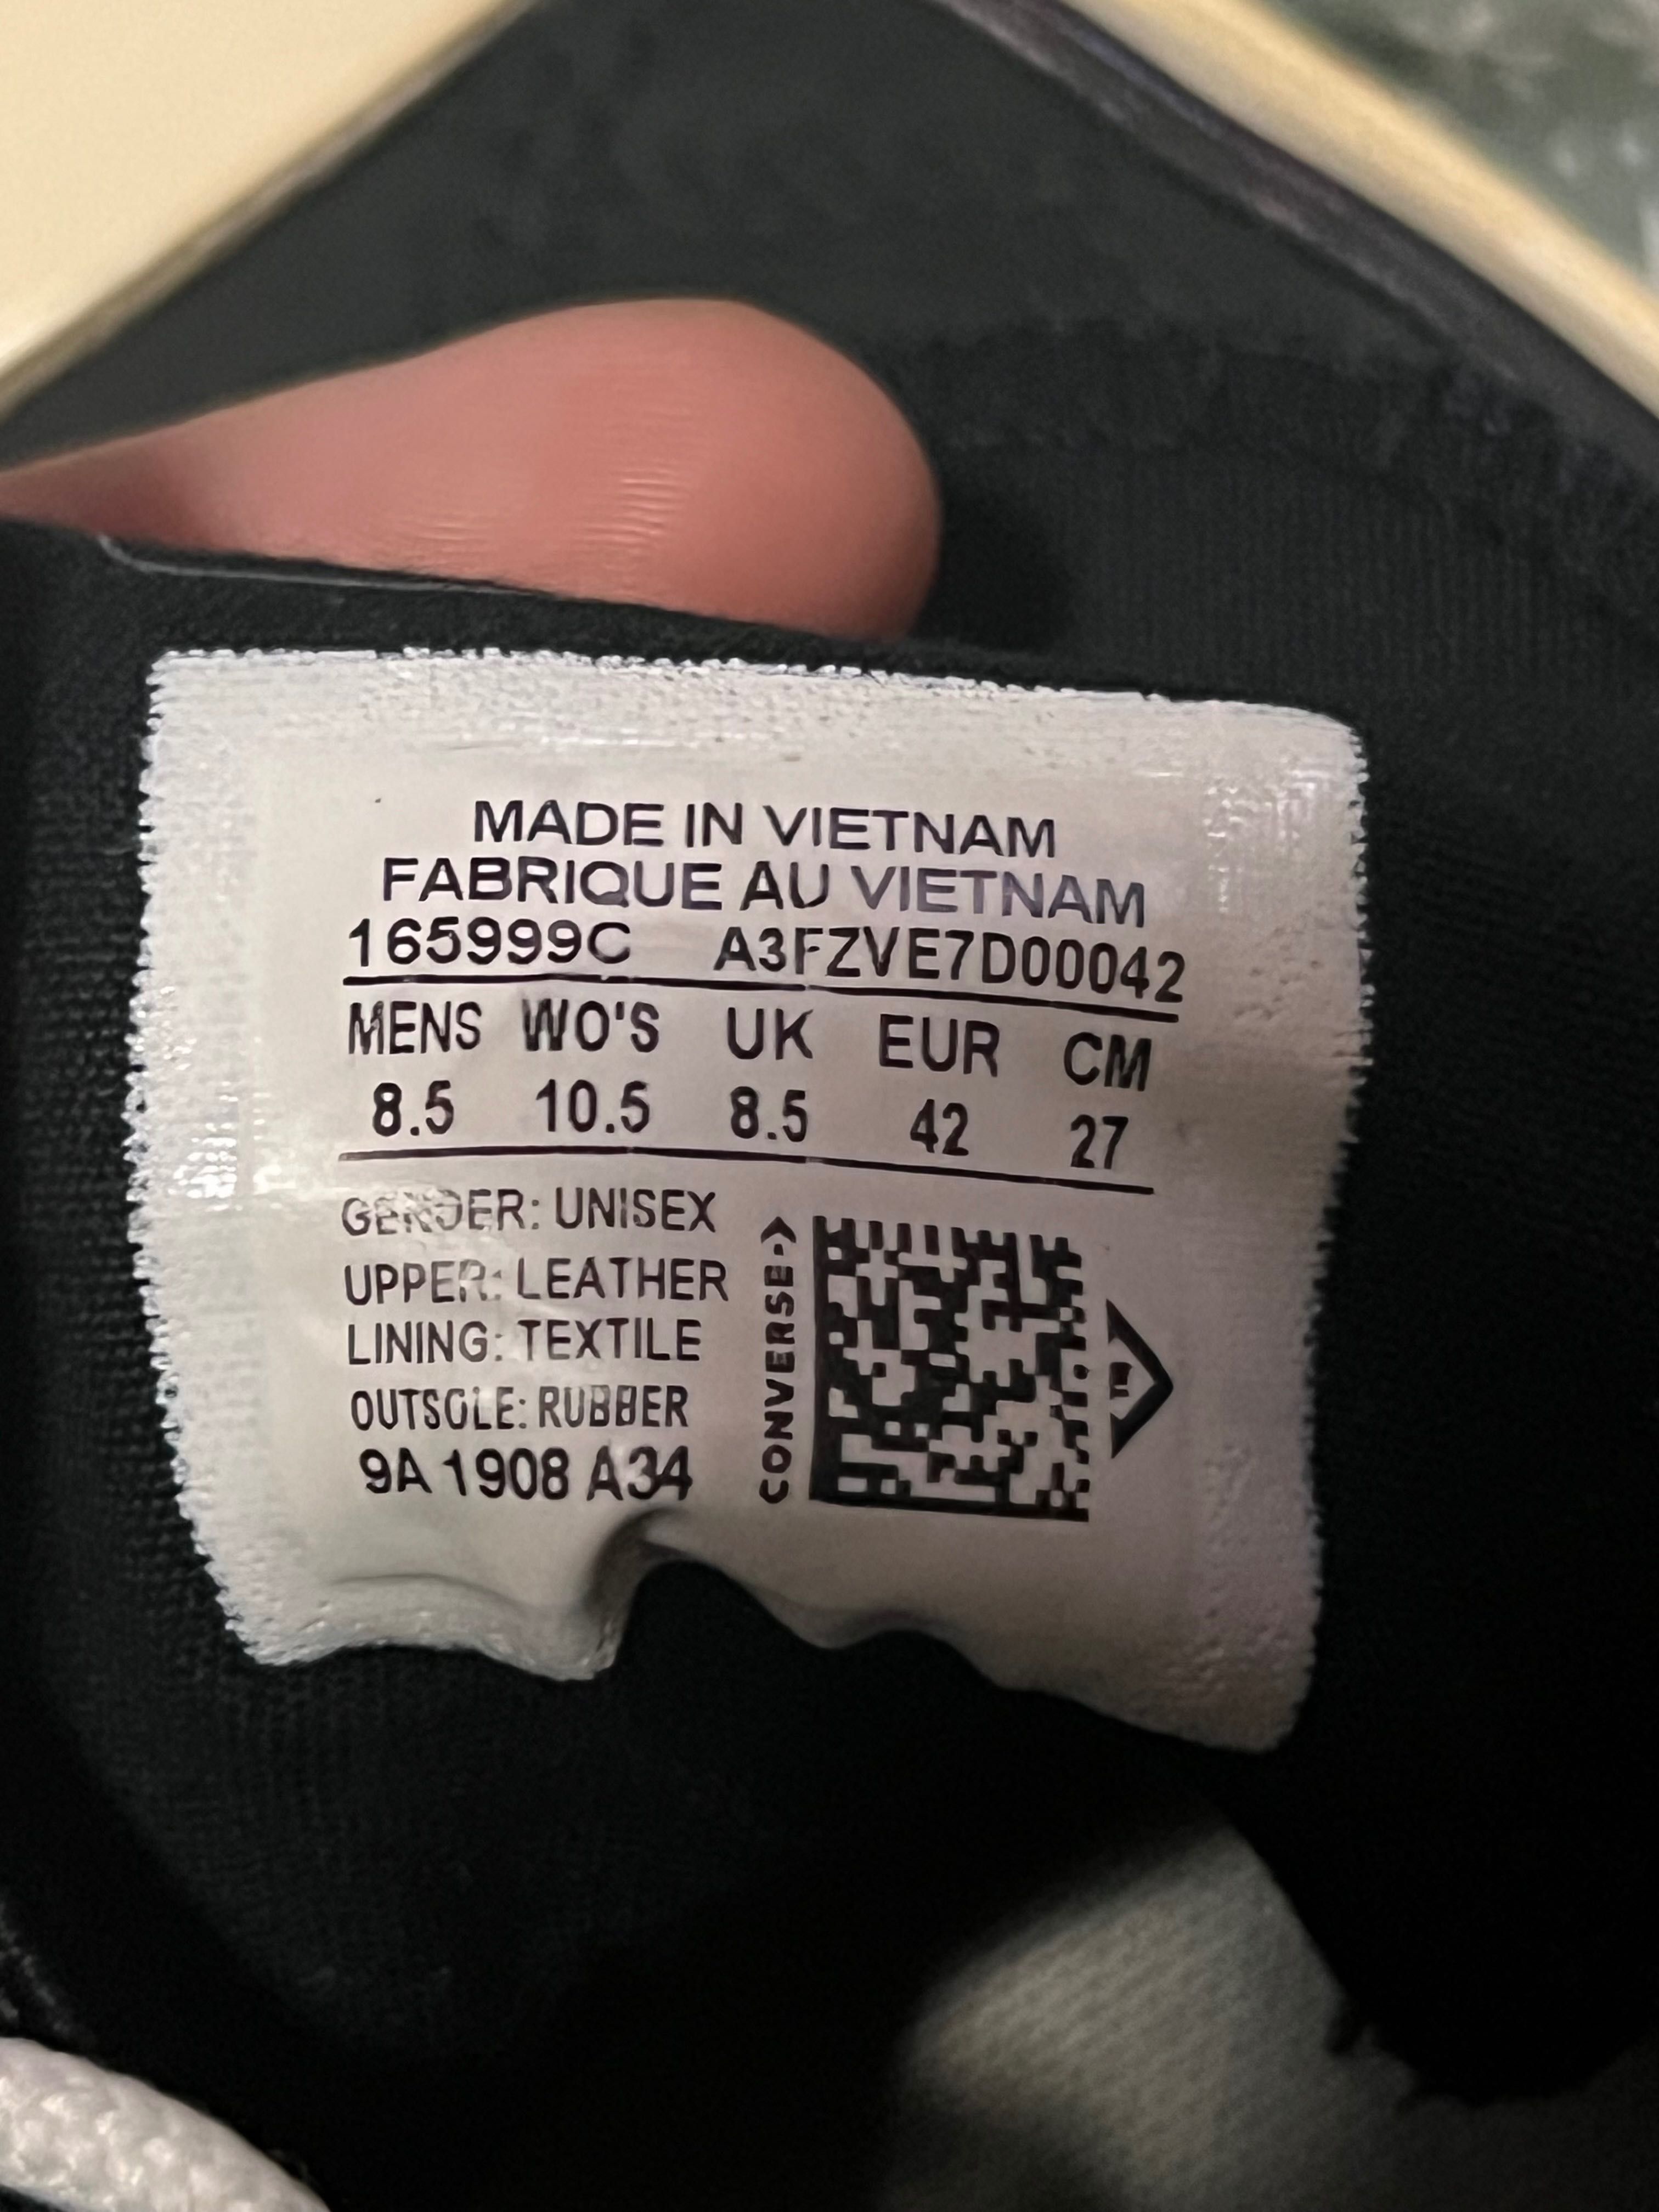 MADE IN VIETNAM
FABRIQUE AU VIETNAM
165999C A3FZVE7D00042
MENS WO'S UK EUR CM
8.5 10.5 8.5 42 27
GENDER: UNISEX
UPPER: LEATHER
LINING: TEXTILE
OUTSOLE: RUBBER
9A 1908 A34
CONVERSE